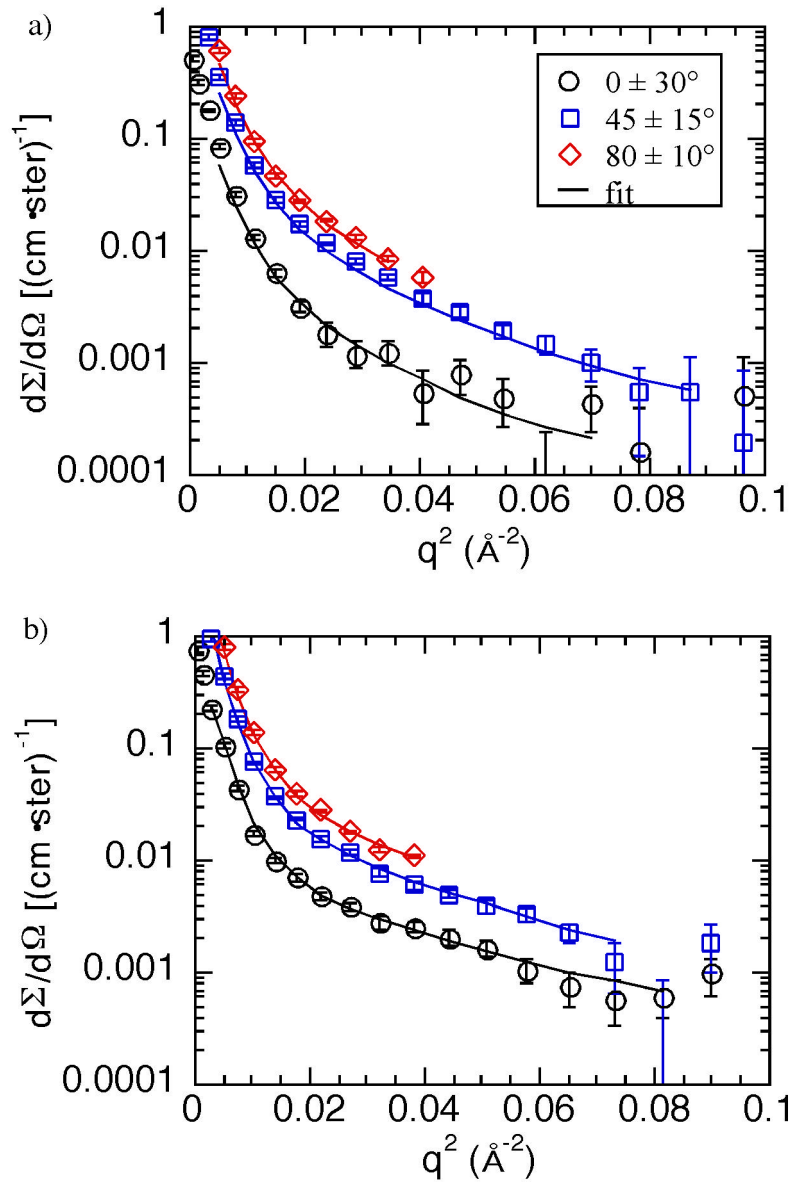 a)
1
0.1
0.01
0.001
0.0001
dΣ/dΩ [(cm •ster)⁻¹]
0 ± 30°
45 ± 15°
80 ± 10°
fit
0 0.02 0.04 0.06 0.08 0.1
q² (Å⁻²)
b)
1
0.1
0.01
0.001
0.0001
dΣ/dΩ [(cm •ster)⁻¹]
0 0.02 0.04 0.06 0.08 0.1
q² (Å⁻²)